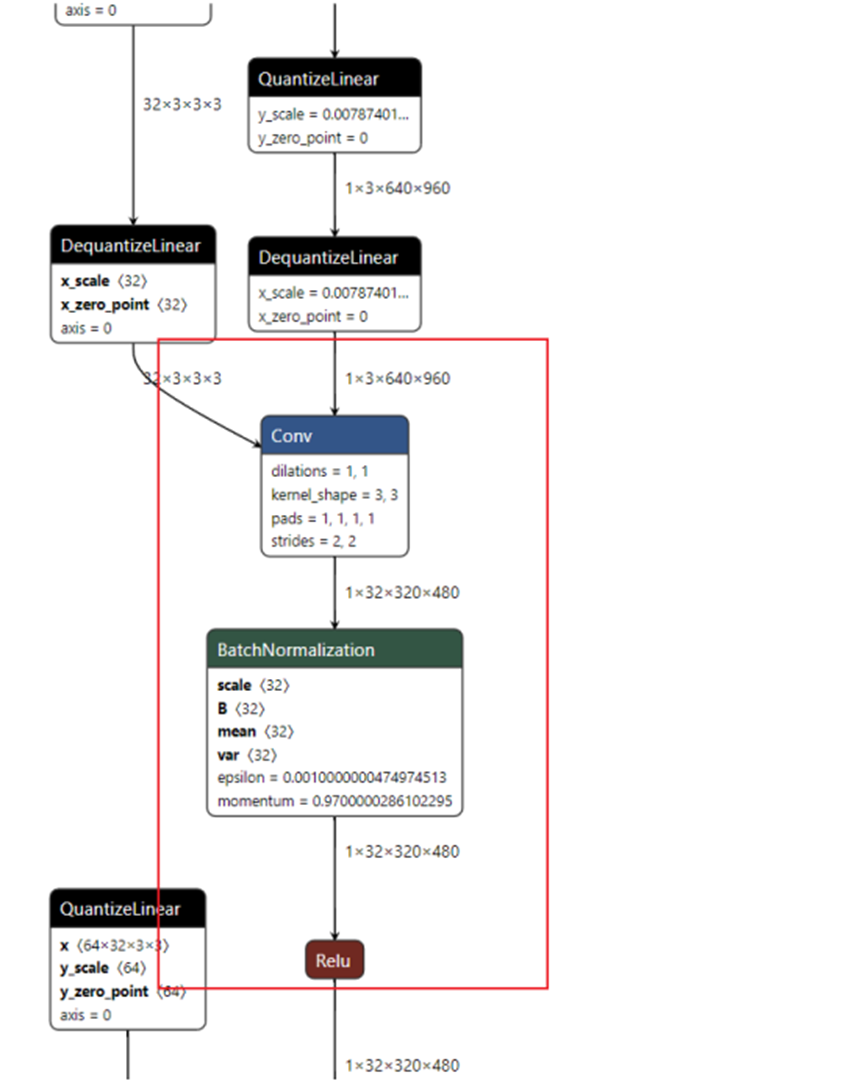 axis = 0
32×3×3×3
QuantizeLinear
y_scale = 0.00787401...
y_zero_point = 0
1×3×640×960
DequantizeLinear
x_scale ⟨32⟩
x_zero_point ⟨32⟩
axis = 0
DequantizeLinear
x_scale = 0.00787401...
x_zero_point = 0
32×3×3×3
1×3×640×960
Conv
dilations = 1, 1
kernel_shape = 3, 3
pads = 1, 1, 1, 1
strides = 2, 2
1×32×320×480
BatchNormalization
scale ⟨32⟩
B ⟨32⟩
mean ⟨32⟩
var ⟨32⟩
epsilon = 0.0010000000474974513
momentum = 0.9700000286102295
1×32×320×480
QuantizeLinear
x ⟨64×32×3×3⟩
y_scale ⟨64⟩
y_zero_point ⟨64⟩
axis = 0
Relu
1×32×320×480